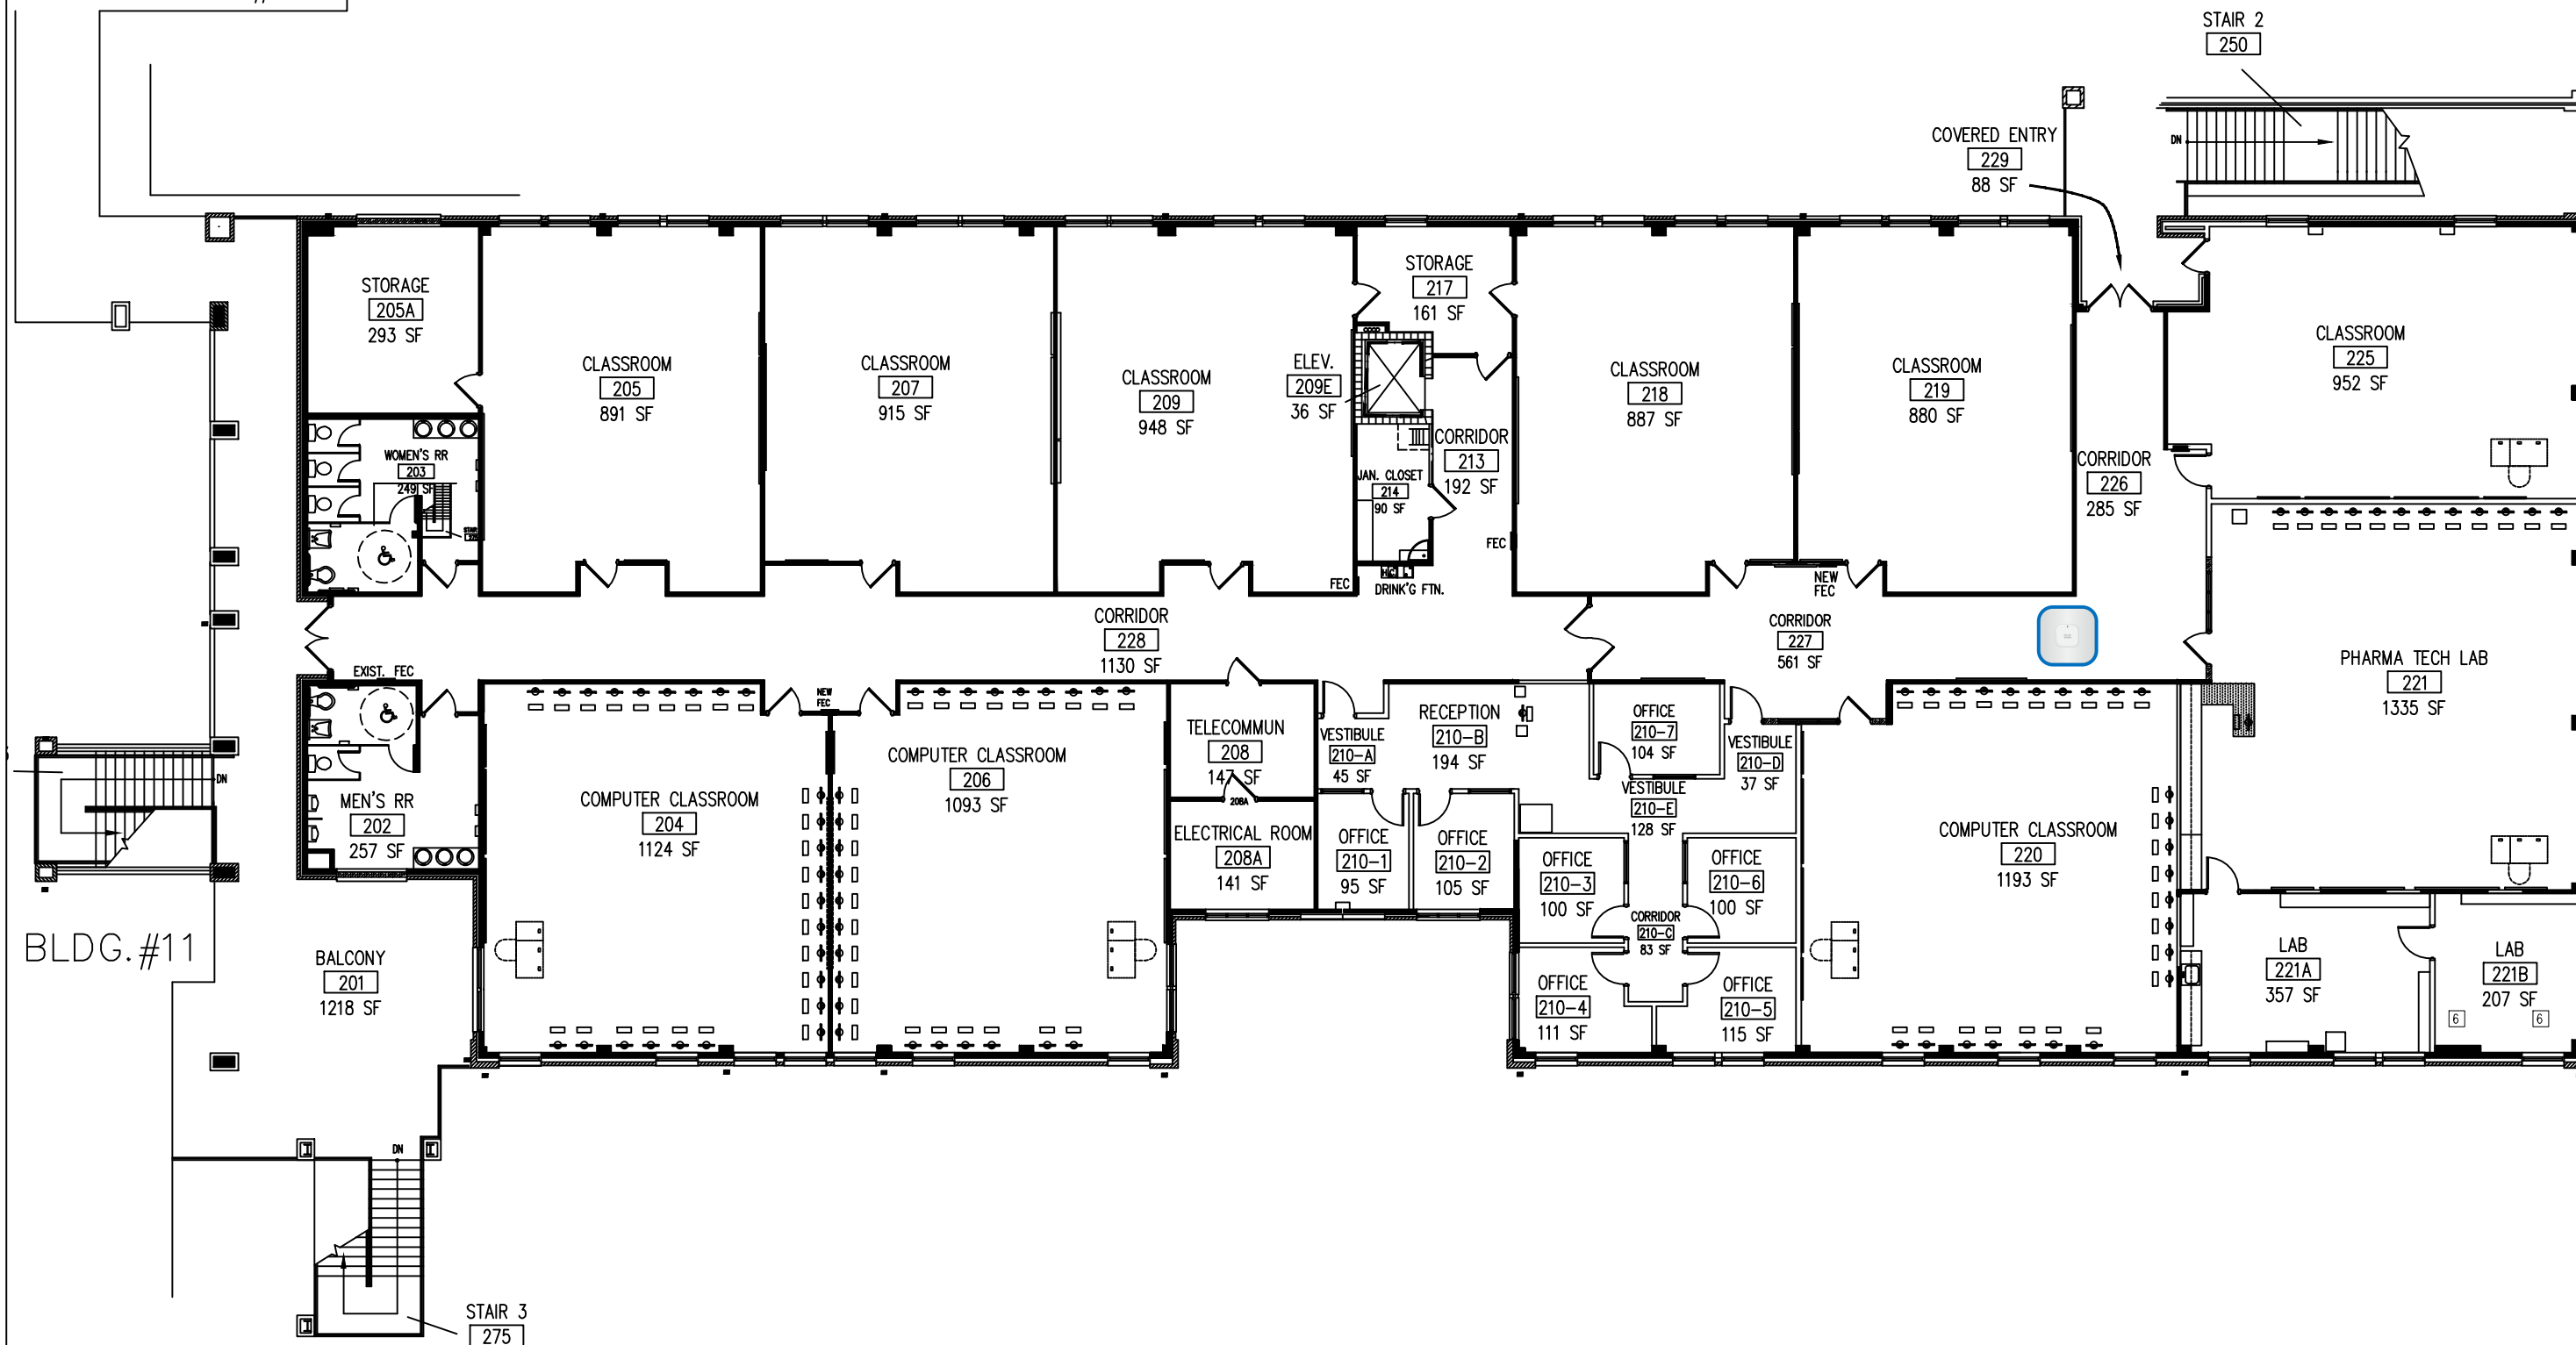 STAIR 2
250
COVERED ENTRY
229
88 SF
DN
STORAGE
205A
293 SF
CLASSROOM
205
891 SF
CLASSROOM
207
915 SF
CLASSROOM
209
948 SF
ELEV.
209E
36 SF
STORAGE
217
161 SF
CLASSROOM
218
887 SF
CLASSROOM
219
880 SF
CLASSROOM
225
952 SF
WOMEN'S RR
203
249 SF
STAIR
JAN. CLOSET
214
90 SF
CORRIDOR
213
192 SF
CORRIDOR
226
285 SF
FEC
FEC
DRINK'G FTN.
NEW
FEC
CORRIDOR
228
1130 SF
CORRIDOR
227
561 SF
EXIST. FEC
NEW
FEC
PHARMA TECH LAB
221
1335 SF
TELECOMMUN
208
147 SF
208A
VESTIBULE
210-A
45 SF
RECEPTION
210-B
194 SF
OFFICE
210-7
104 SF
VESTIBULE
210-D
37 SF
VESTIBULE
210-E
128 SF
DN
MEN'S RR
202
257 SF
COMPUTER CLASSROOM
204
1124 SF
COMPUTER CLASSROOM
206
1093 SF
ELECTRICAL ROOM
208A
141 SF
OFFICE
210-1
95 SF
OFFICE
210-2
105 SF
OFFICE
210-3
100 SF
OFFICE
210-6
100 SF
COMPUTER CLASSROOM
220
1193 SF
CORRIDOR
210-C
83 SF
OFFICE
210-4
111 SF
OFFICE
210-5
115 SF
LAB
221A
357 SF
LAB
221B
207 SF
6
6
BLDG.#11
BALCONY
201
1218 SF
DN
STAIR 3
275